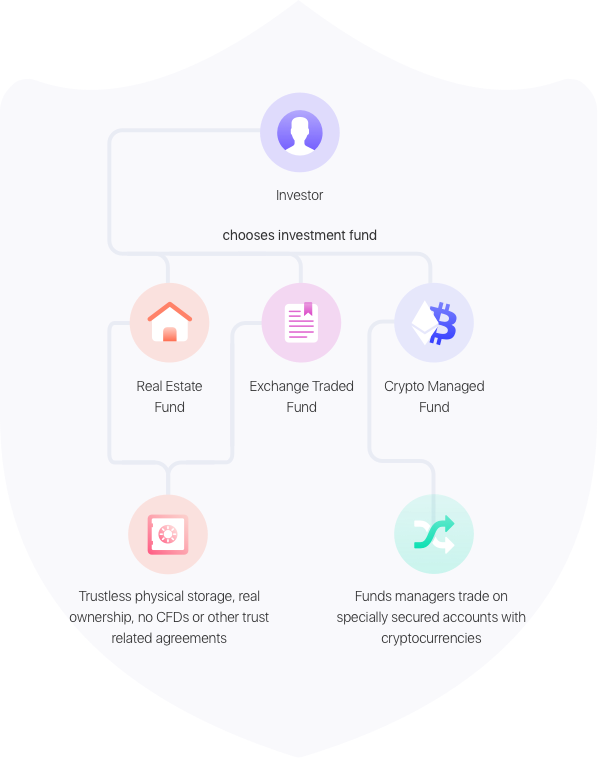 Investor
chooses investment fund
Real Estate
Fund
Exchange Traded
Fund
Crypto Managed
Fund
Trustless physical storage, real
ownership, no CFDs or other trust
related agreements
Funds managers trade on
specially secured accounts with
cryptocurrencies